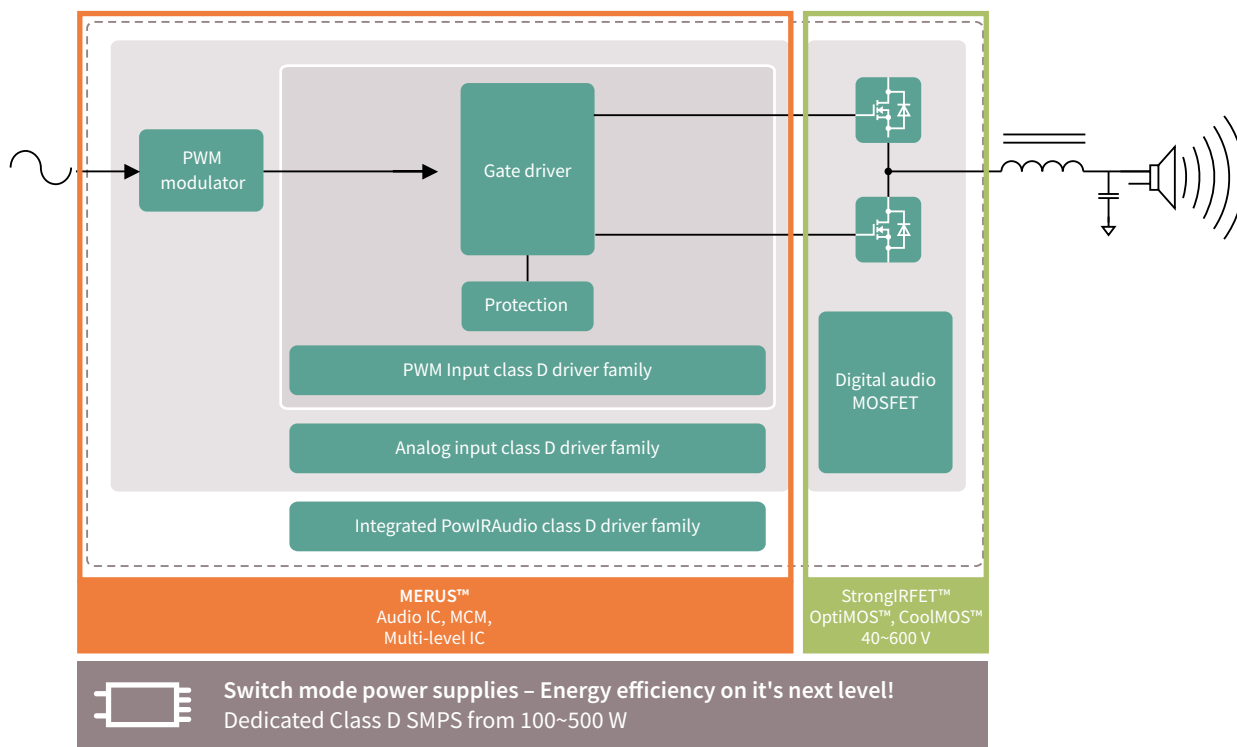 PWM
modulator
Gate driver
Protection
PWM Input class D driver family
Analog input class D driver family
Integrated PowIRAudio class D driver family
Digital audio
MOSFET
MERUS™
Audio IC, MCM,
Multi-level IC
StrongIRFET™
OptiMOS™, CoolMOS™
40~600 V
Switch mode power supplies – Energy efficiency on it's next level!
Dedicated Class D SMPS from 100~500 W